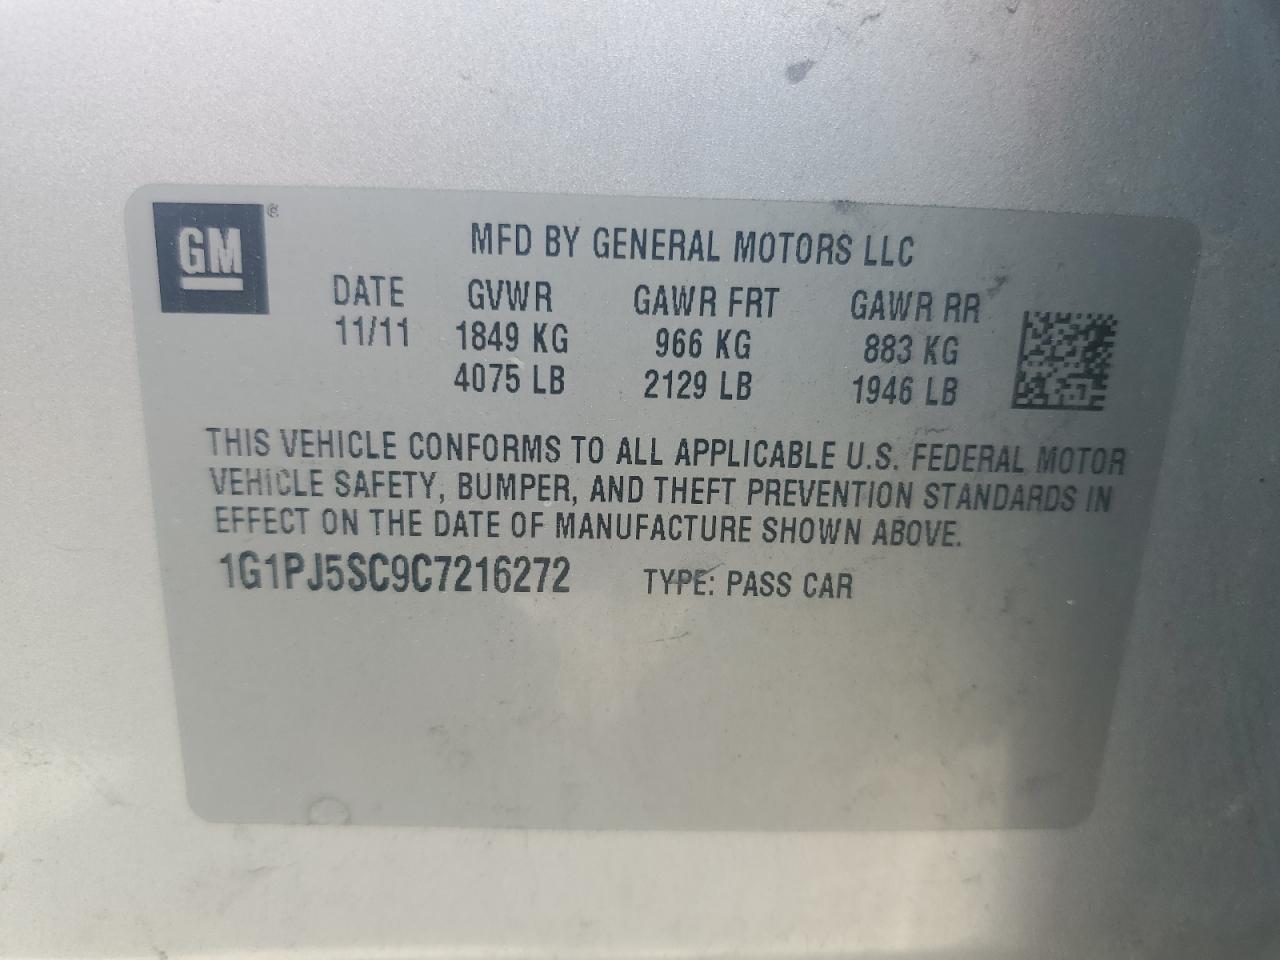 GM ®
MFD BY GENERAL MOTORS LLC
DATE GVWR GAWR FRT GAWR RR
11/11 1849 KG 966 KG 883 KG
4075 LB 2129 LB 1946 LB
THIS VEHICLE CONFORMS TO ALL APPLICABLE U.S. FEDERAL MOTOR
VEHICLE SAFETY, BUMPER, AND THEFT PREVENTION STANDARDS IN
EFFECT ON THE DATE OF MANUFACTURE SHOWN ABOVE.
1G1PJ5SC9C7216272 TYPE: PASS CAR